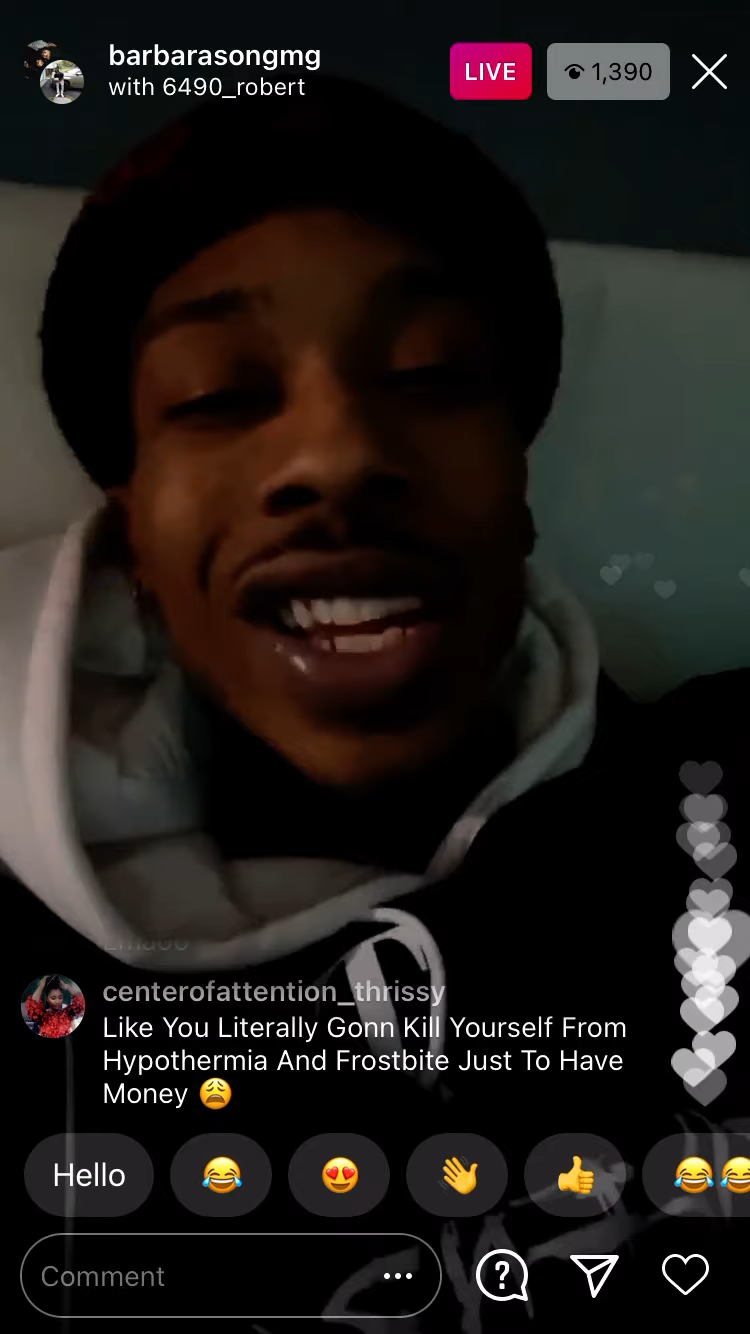 barbarasongmg
with 6490_robert
LIVE
1,390
centerofattention_thrissy
Like You Literally Gonn Kill Yourself From
Hypothermia And Frostbite Just To Have
Money 😩
Hello
😂 😍 👋 👍 😂😂
Comment